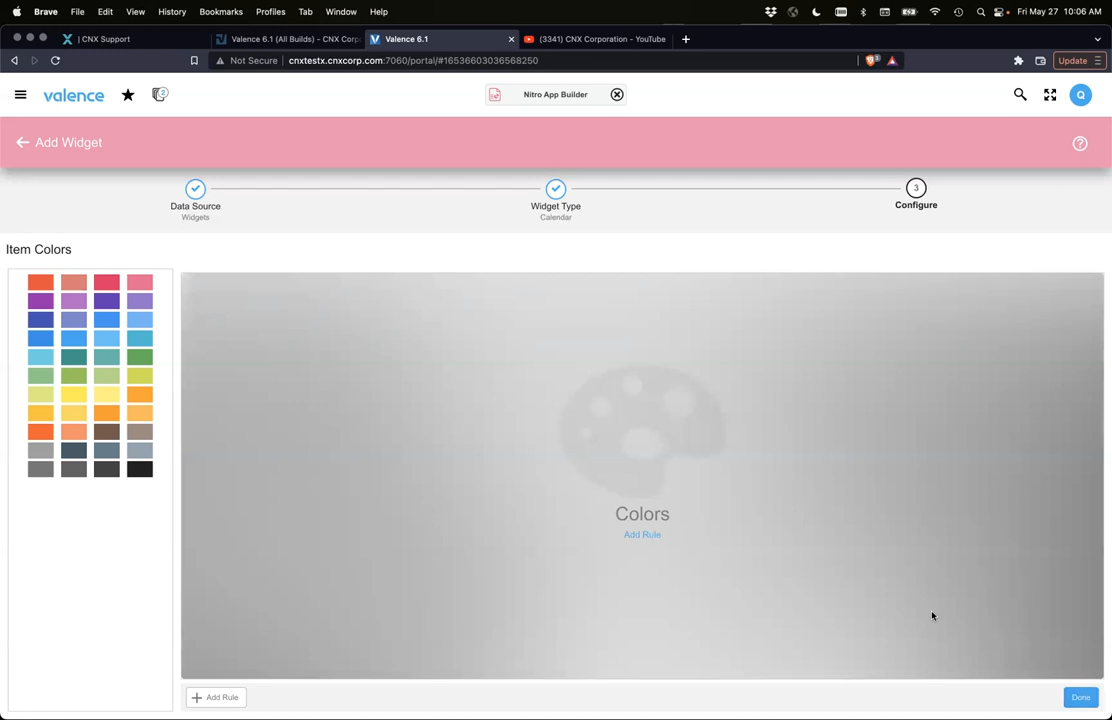 Brave File Edit View History Bookmarks Profiles Tab Window Help Fri May 27 10:06 AM
| CNX Support Valence 6.1 (All Builds) - CNX Corp Valence 6.1 (3341) CNX Corporation - YouTube
Not Secure cnxtestx.cnxcorp.com:7060/portal/#16536603036568250 Update
valence 2 Nitro App Builder Q
Add Widget
3
Data Source Widget Type Configure
Widgets Calendar
Item Colors
Colors
Add Rule
Add Rule Done